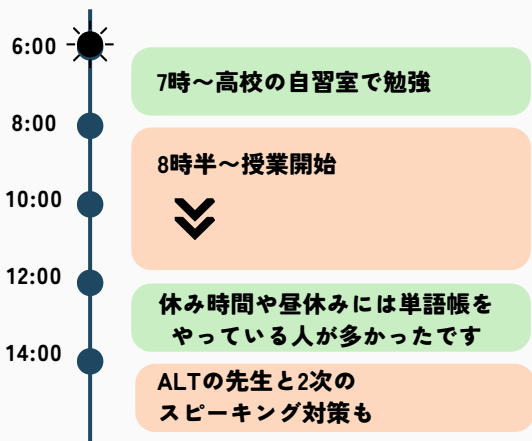 6:00
7時～高校の自習室で勉強
8:00
8時半～授業開始
10:00
12:00
休み時間や昼休みには単語帳を
やっている人が多かったです
14:00
ALTの先生と2次の
スピーキング対策も